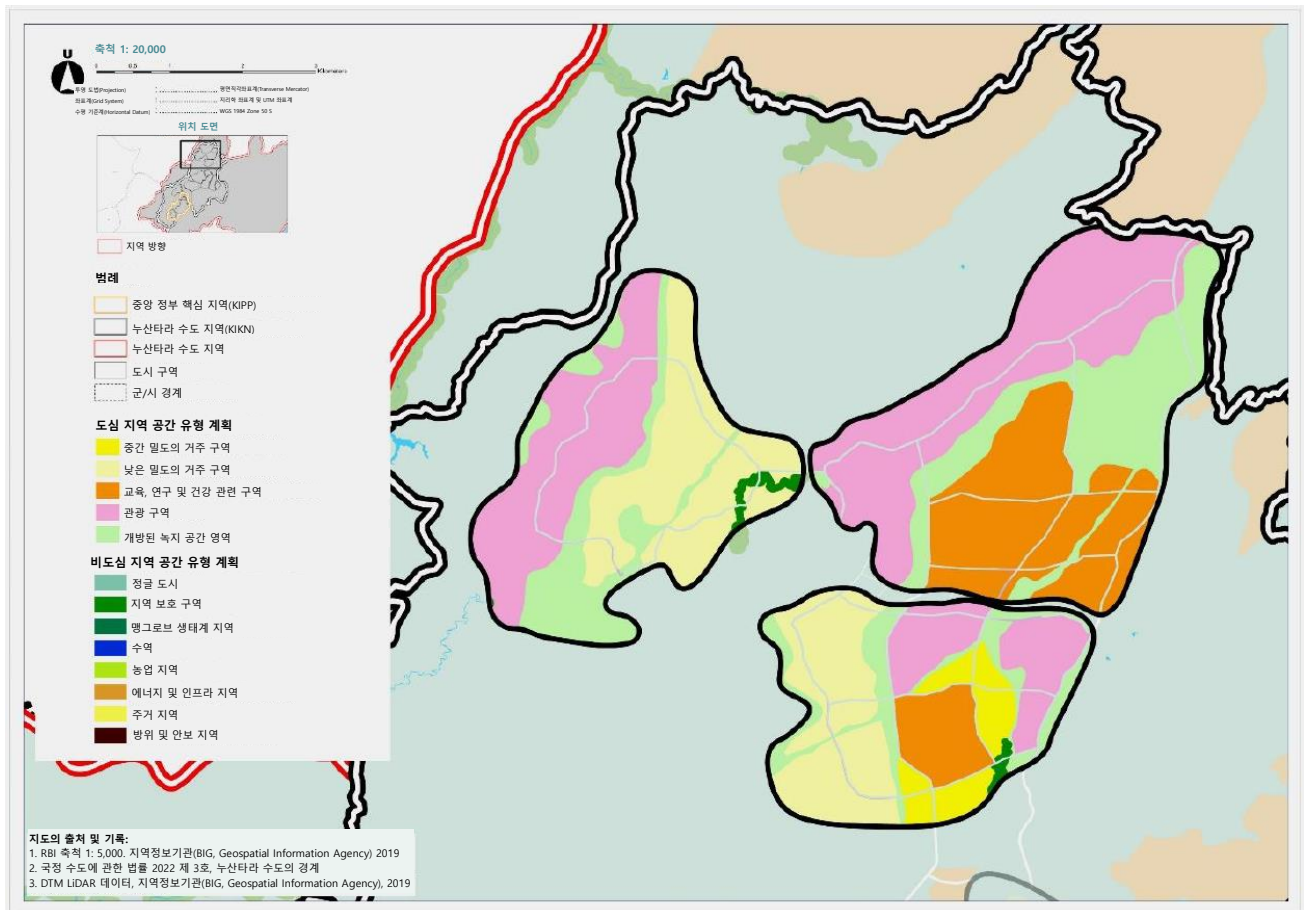 U
축척 1: 20,000
0 0.5 1 2 3 Kilometers
투영 도법(Projection) : 평면직각좌표계(Transverse Mercator)
좌표계(Grid System) : 지리학 좌표계 및 UTM 좌표계
수평 기준계(Horizontal Datum) : WGS 1984 Zone 50 S
위치 도면
지역 방향
범례
중앙 정부 핵심 지역(KIPP)
누산타라 수도 지역(KIKN)
누산타라 수도 지역
도시 구역
군/시 경계
도심 지역 공간 유형 계획
중간 밀도의 거주 구역
낮은 밀도의 거주 구역
교육, 연구 및 건강 관련 구역
관광 구역
개방된 녹지 공간 영역
비도심 지역 공간 유형 계획
정글 도시
지역 보호 구역
맹그로브 생태계 지역
수역
농업 지역
에너지 및 인프라 지역
주거 지역
방위 및 안보 지역
지도의 출처 및 기록:
1. RBI 축척 1: 5,000. 지역정보기관(BIG, Geospatial Information Agency) 2019
2. 국정 수도에 관한 법률 2022 제 3호, 누산타라 수도의 경계
3. DTM LiDAR 데이터, 지역정보기관(BIG, Geospatial Information Agency), 2019